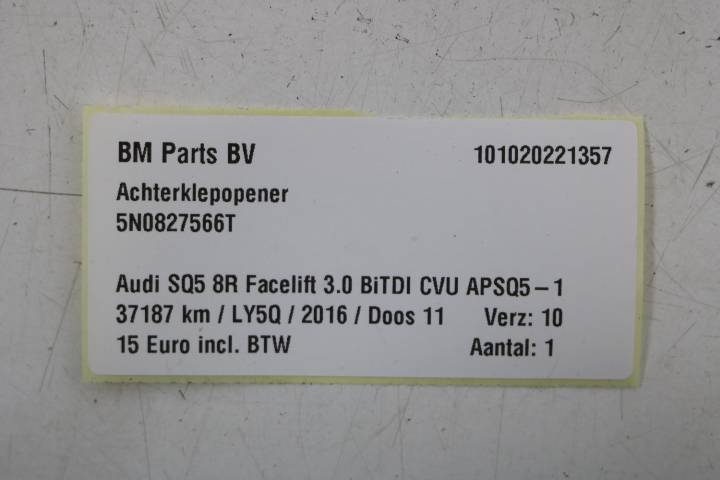 BM Parts BV 101020221357
Achterklepopener
5N0827566T
Audi SQ5 8R Facelift 3.0 BiTDI CVU APSQ5-1
37187 km / LY5Q / 2016 / Doos 11 Verz: 10
15 Euro incl. BTW Aantal: 1